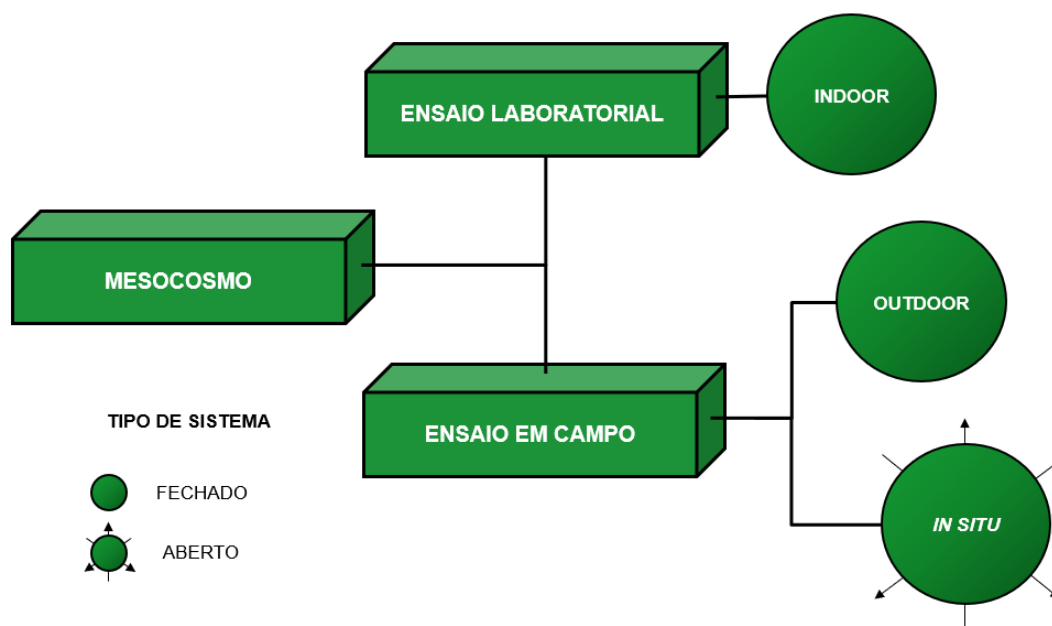 ENSAIO LABORATORIAL
INDOOR
MESOCOSMO
OUTDOOR
ENSAIO EM CAMPO
IN SITU
TIPO DE SISTEMA
FECHADO
ABERTO